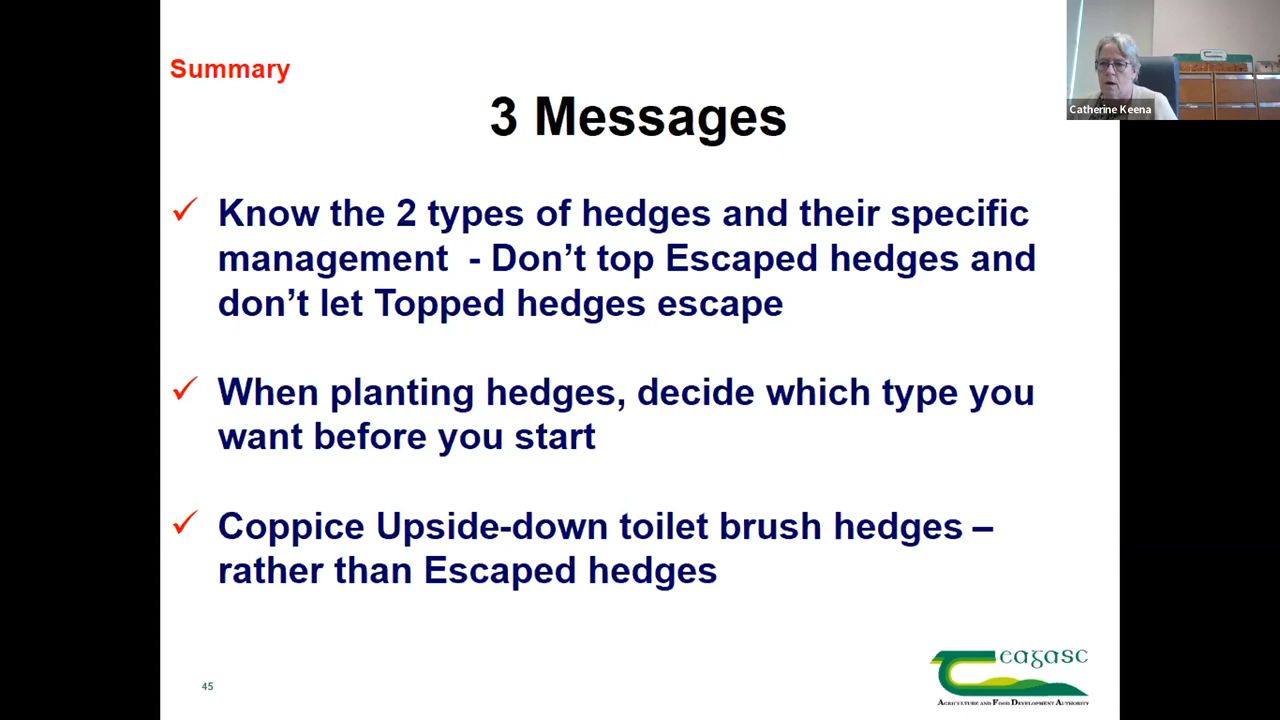 Summary
3 Messages
Catherine Keena
✓ Know the 2 types of hedges and their specific
management - Don't top Escaped hedges and
don't let Topped hedges escape
✓ When planting hedges, decide which type you
want before you start
✓ Coppice Upside-down toilet brush hedges –
rather than Escaped hedges
45
Teagasc
AGRICULTURE AND FOOD DEVELOPMENT AUTHORITY